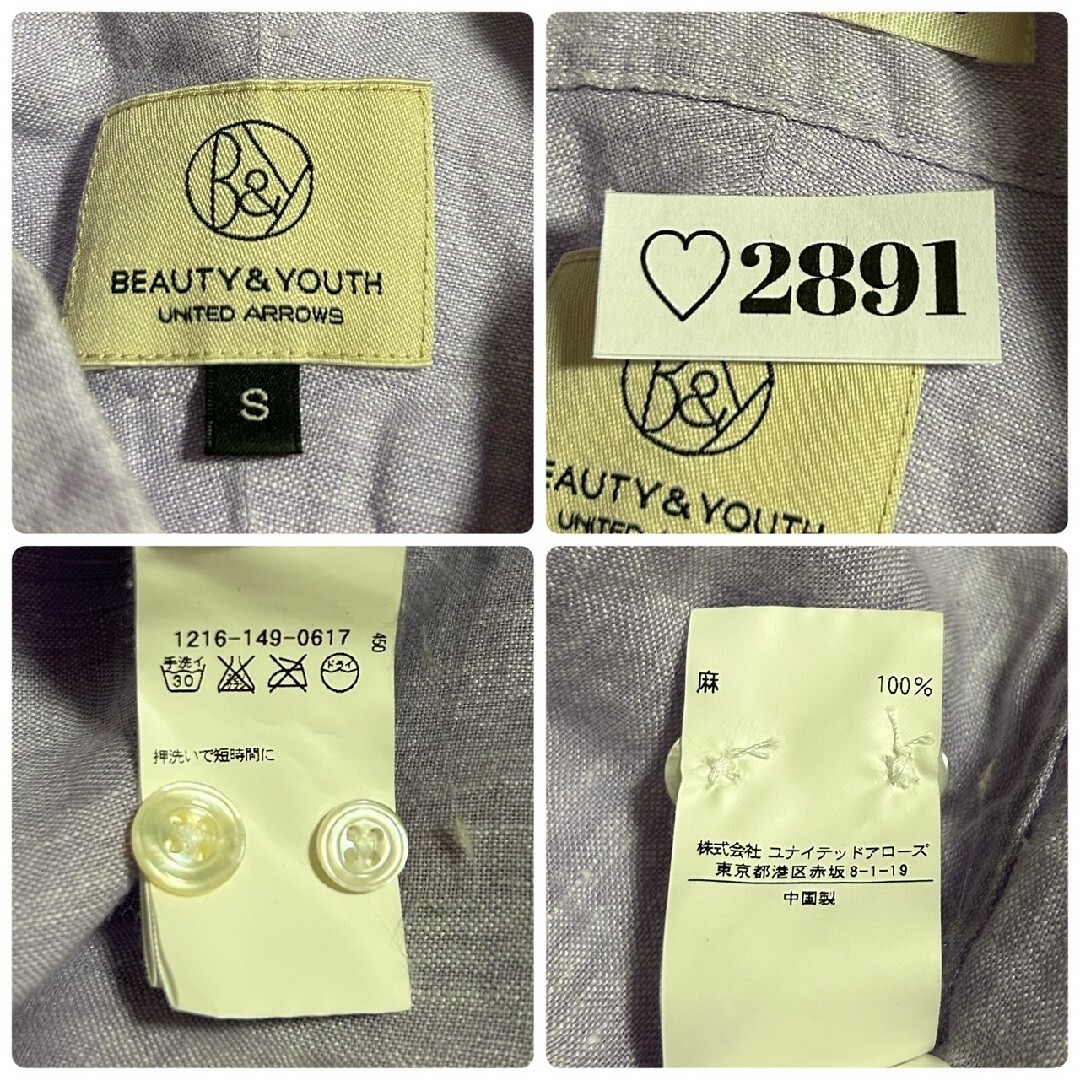 B&Y
BEAUTY & YOUTH
UNITED ARROWS
S
♡2891
B&Y
EAUTY & YOUTH
UNITED
1216-149-0617
450
手洗イ
30
ドライ
押洗いで短時間に
麻 100%
株式会社 ユナイテッドアローズ
東京都港区赤坂8-1-19
中国製